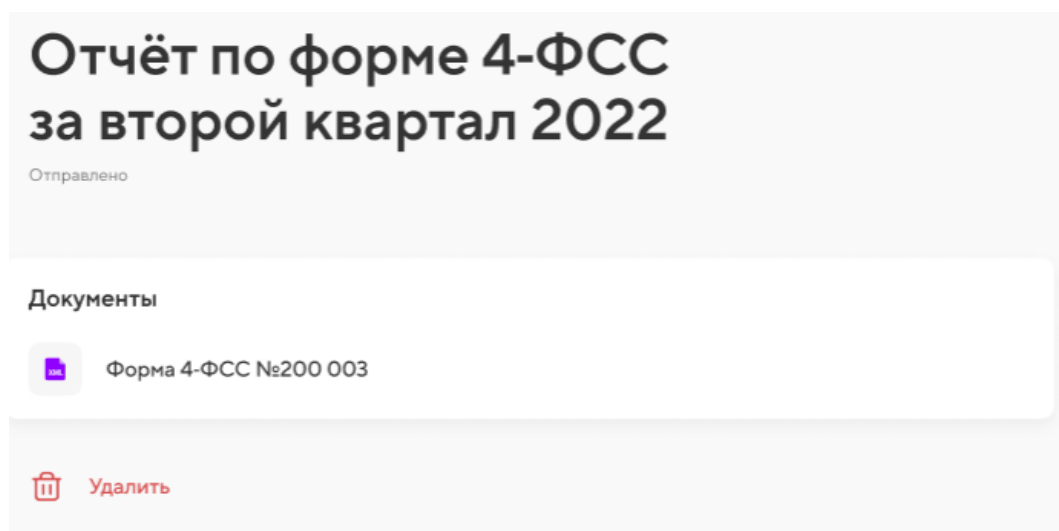 Отчёт по форме 4-ФСС
за второй квартал 2022
Отправлено
Документы
XML
Форма 4-ФСС №200 003
Удалить